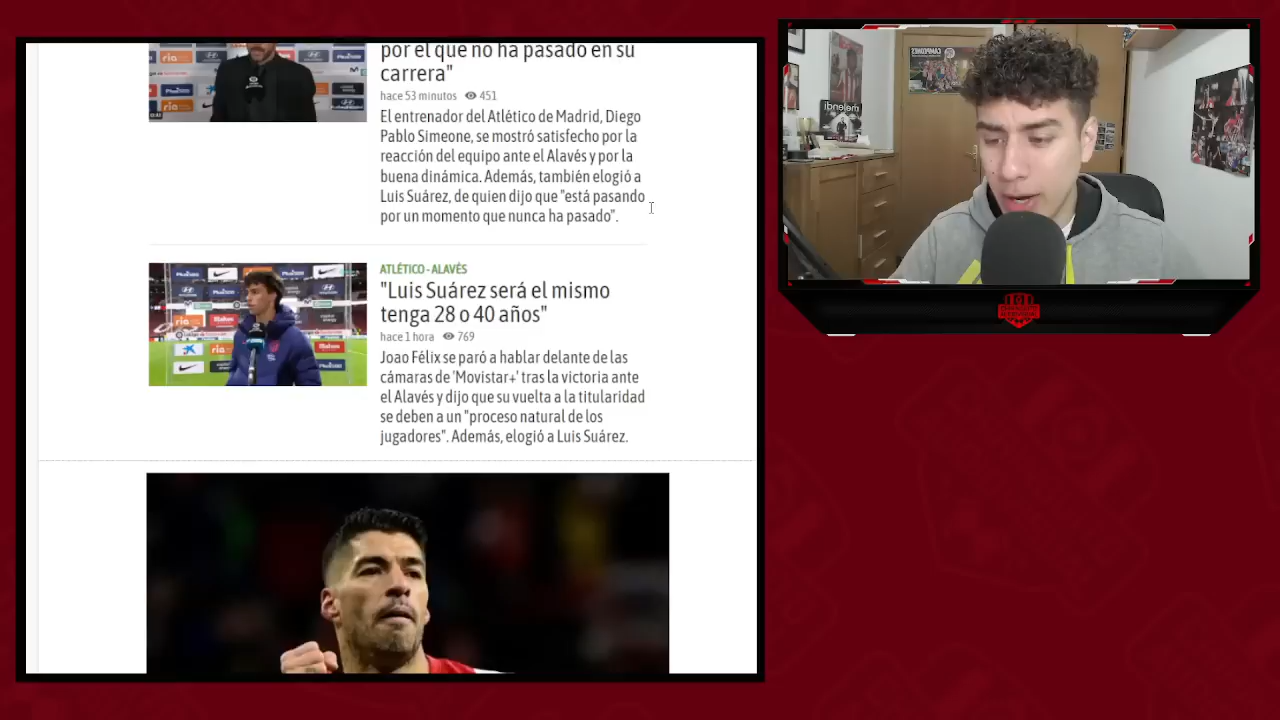 por el que no ha pasado en su
carrera"
hace 53 minutos 451
El entrenador del Atlético de Madrid, Diego
Pablo Simeone, se mostró satisfecho por la
reacción del equipo ante el Alavés y por la
buena dinámica. Además, también elogió a
Luis Suárez, de quien dijo que "está pasando
por un momento que nunca ha pasado".
ATLÉTICO - ALAVÉS
"Luis Suárez será el mismo
tenga 28 o 40 años"
hace 1 hora 769
Joao Félix se paró a hablar delante de las
cámaras de 'Movistar+' tras la victoria ante
el Alavés y dijo que su vuelta a la titularidad
se deben a un "proceso natural de los
jugadores". Además, elogió a Luis Suárez.
CAMPEONES
thelendi
ria
ria
Mahou